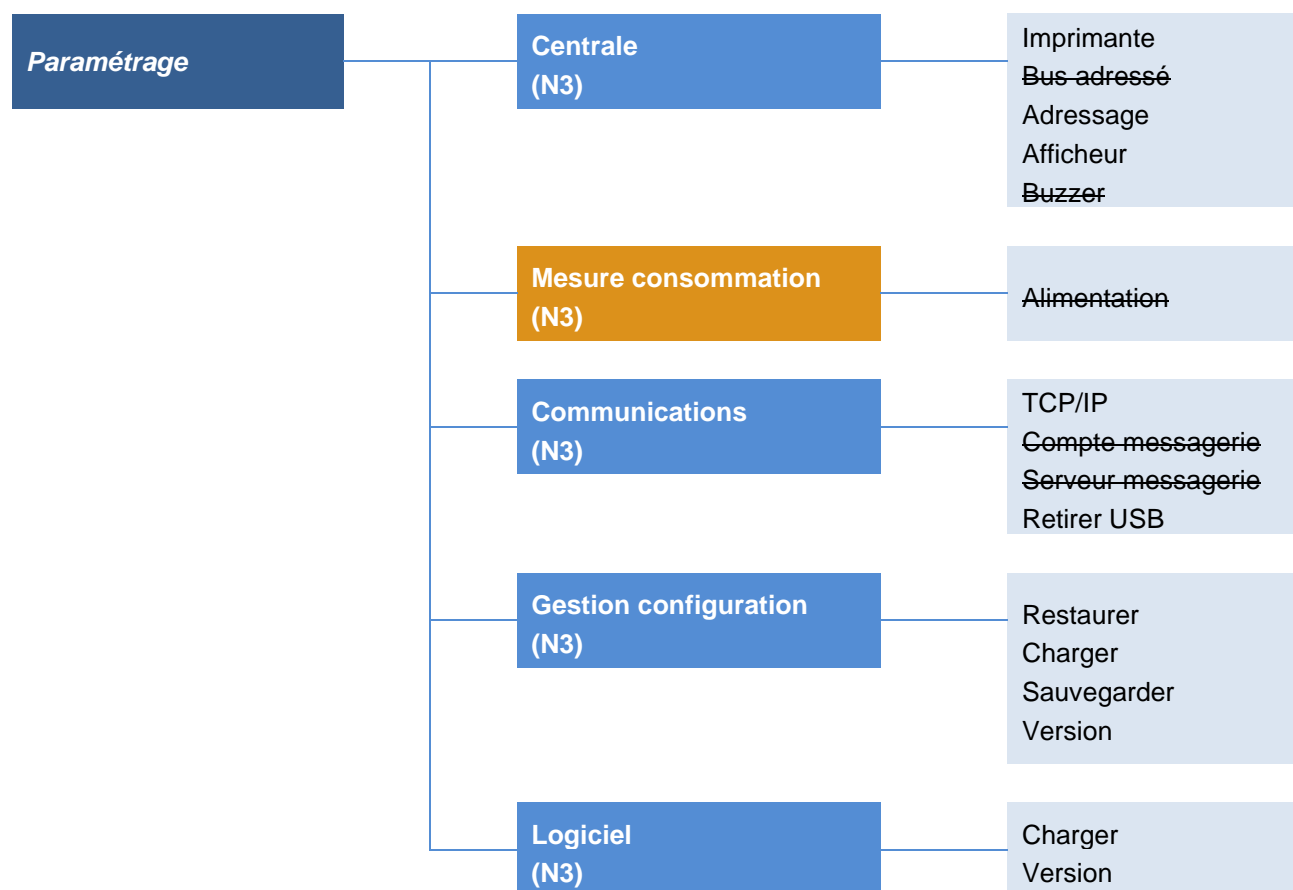 Paramétrage
Centrale
(N3)
Imprimante
Bus adressé
Adressage
Afficheur
Buzzer
Mesure consommation
(N3)
Alimentation
Communications
(N3)
TCP/IP
Compte messagerie
Serveur messagerie
Retirer USB
Gestion configuration
(N3)
Restaurer
Charger
Sauvegarder
Version
Logiciel
(N3)
Charger
Version